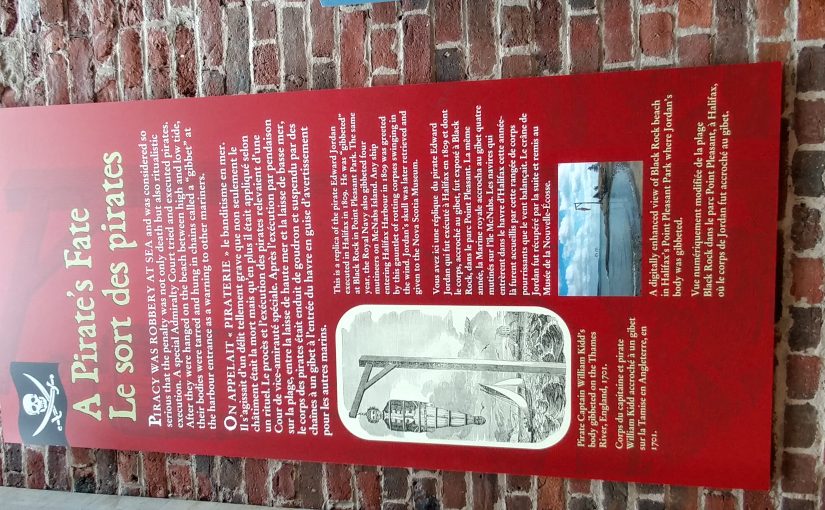 A Pirate's Fate
Le sort des pirates
PIRACY WAS ROBBERY AT SEA and was considered so
serious that the penalty was not only death but also ritualistic
execution. A special Admiralty Court tried and executed pirates.
After they were hanged on the beach between high and low tide,
their bodies were tarred and hung in chains called a "gibbet" at
the harbour entrance as a warning to other mariners.
ON APPELAIT « PIRATERIE » le banditisme en mer.
Il s'agissait d'un délit tellement grave que non seulement le
châtiment était la mort mais qu'en plus il était appliqué selon
un rituel. Le procès et l'exécution des pirates relevaient d'une
Cour de vice-amirauté spéciale. Après l'exécution par pendaison
sur la plage, entre la laisse de haute mer et la laisse de basse mer,
le corps des pirates était enduit de goudron et suspendu par des
chaînes à un gibet à l'entrée du havre en guise d'avertissement
pour les autres marins.
This is a replica of the pirate Edward Jordan
executed in Halifax in 1809. He was "gibbeted"
at Black Rock in Point Pleasant Park. The same
year, the Royal Navy also gibbeted four
mutineers on McNabs Island. Any ship
entering Halifax Harbour in 1809 was greeted
by this gauntlet of rotting corpses swinging in
the wind. Jordan's skull was later retrieved and
given to the Nova Scotia Museum.
Vous avez ici une réplique du pirate Edward
Jordan, qui fut exécuté à Halifax en 1809 et dont
le corps, accroché au gibet, fut exposé à Black
Rock, dans le parc Point Pleasant. La même
année, la Marine royale accrocha au gibet quatre
mutinés sur l'île McNabs. Les navires qui
entraient dans le havre d'Halifax cette année-
là furent accueillis par cette rangée de corps
pourrissants que le vent balançait. Le crâne de
Jordan fut récupéré par la suite et remis au
Musée de la Nouvelle-Écosse.
Pirate Captain William Kidd's
body gibbeted on the Thames
River, England, 1701.
Corps du capitaine et pirate
William Kidd accroché à un gibet
sur la Tamise en Angleterre, en
1701.
A digitally enhanced view of Black Rock beach
in Halifax's Point Pleasant Park where Jordan's
body was gibbeted.
Vue numériquement modifiée de la plage
Black Rock dans le parc Point Pleasant, à Halifax,
où le corps de Jordan fut accroché au gibet.